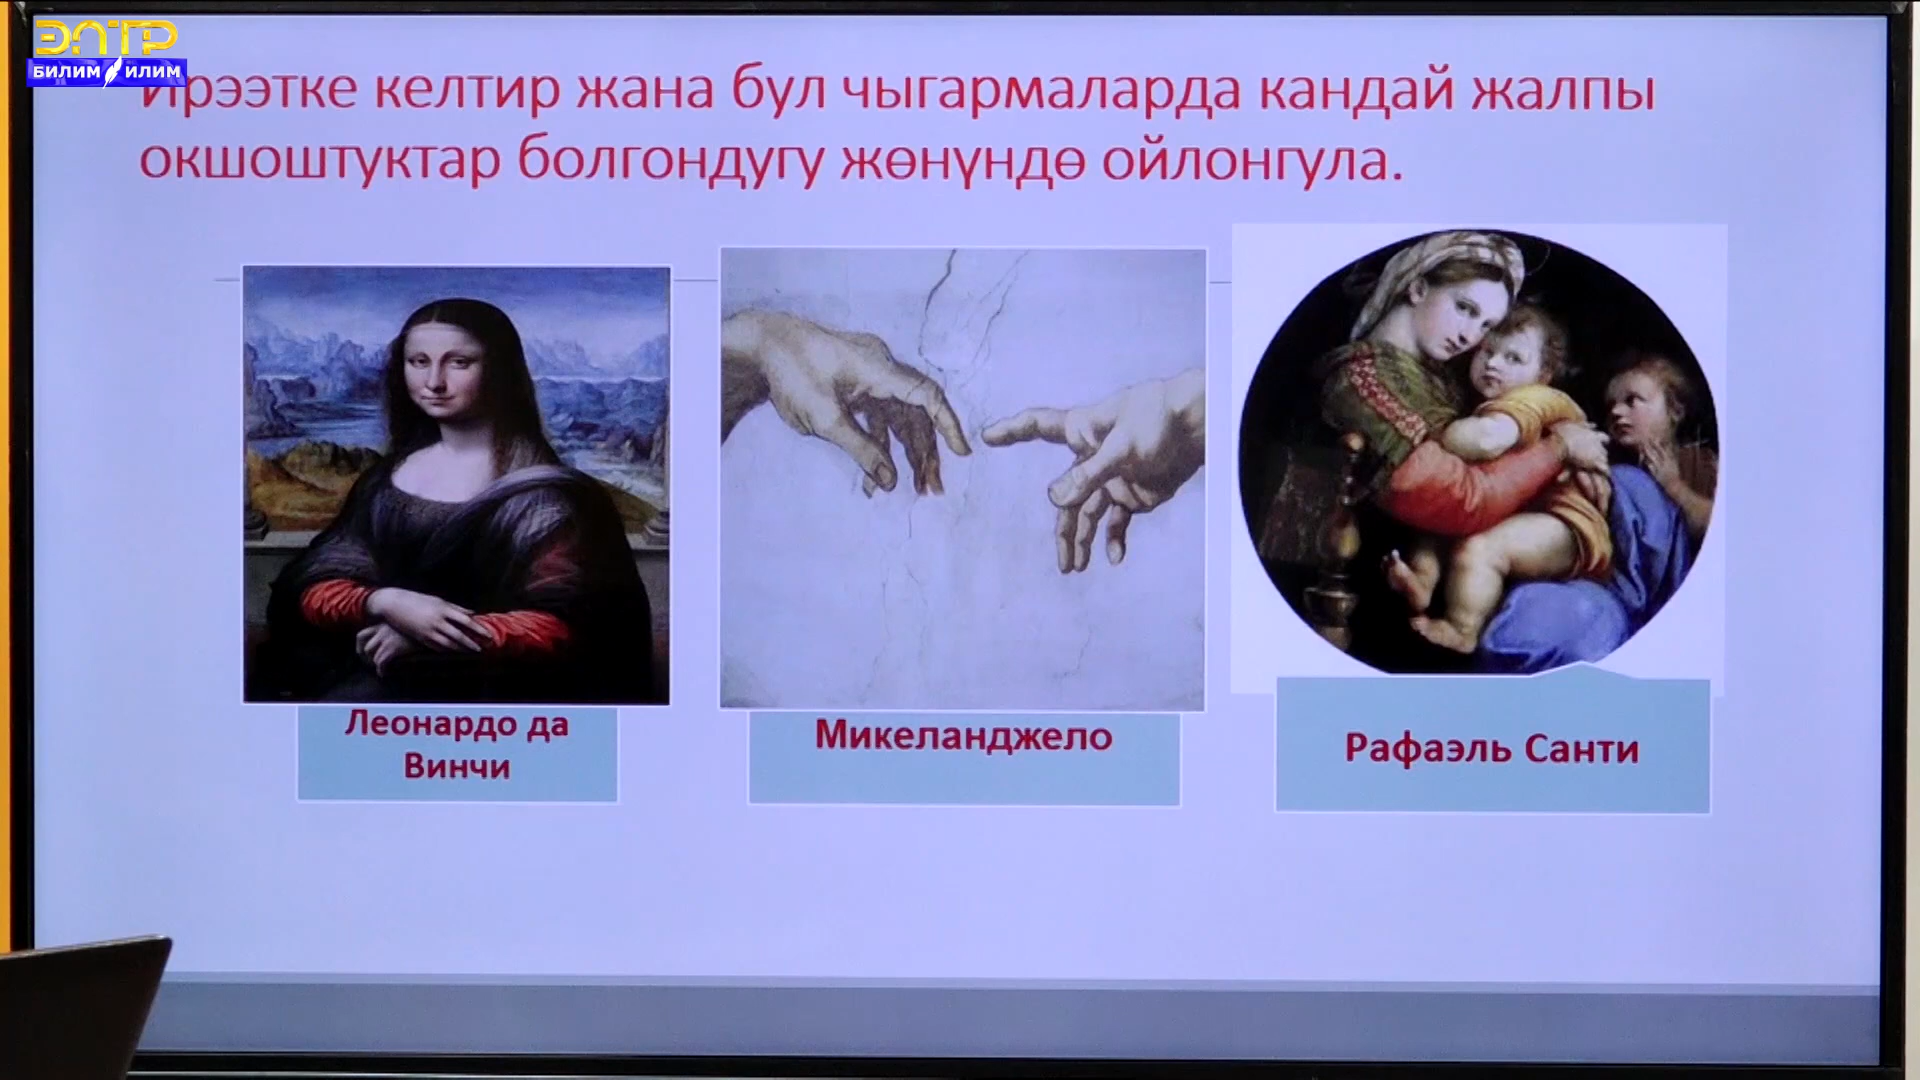 ЭЛТР
БИЛИМ ИЛИМ
Ирээтке келтир жана бул чыгармаларда кандай жалпы
окшоштуктар болгондугу жөнүндө ойлонгула.
Леонардо да
Винчи
Микеланджело
Рафаэль Санти